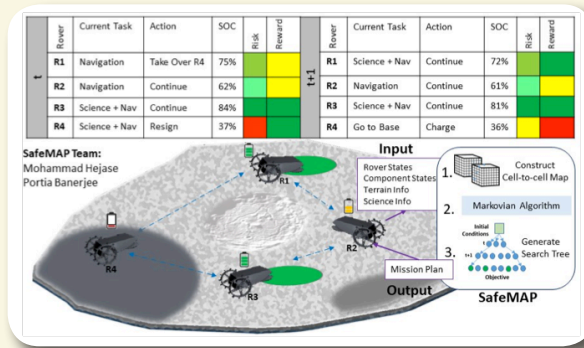 Rover Current Task Action SOC Risk Reward
t
R1 Navigation Take Over R4 75%
R2 Navigation Continue 62%
R3 Science + Nav Continue 84%
R4 Science + Nav Resign 37%
Rover Current Task Action SOC Risk Reward
t+1
R1 Science + Nav Continue 72%
R2 Navigation Continue 61%
R3 Science + Nav Continue 81%
R4 Go to Base Charge 36%
SafeMAP Team:
Mohammad Hejase
Portia Banerjee
R1
R2
R3
R4
Input
Rover States
Component States
Terrain Info
Science Info
Mission Plan
Output
1. Construct
Cell-to-cell Map
2. Markovian Algorithm
3. Generate
Search Tree
Initial
Conditions
t
t+1
Objective
SafeMAP